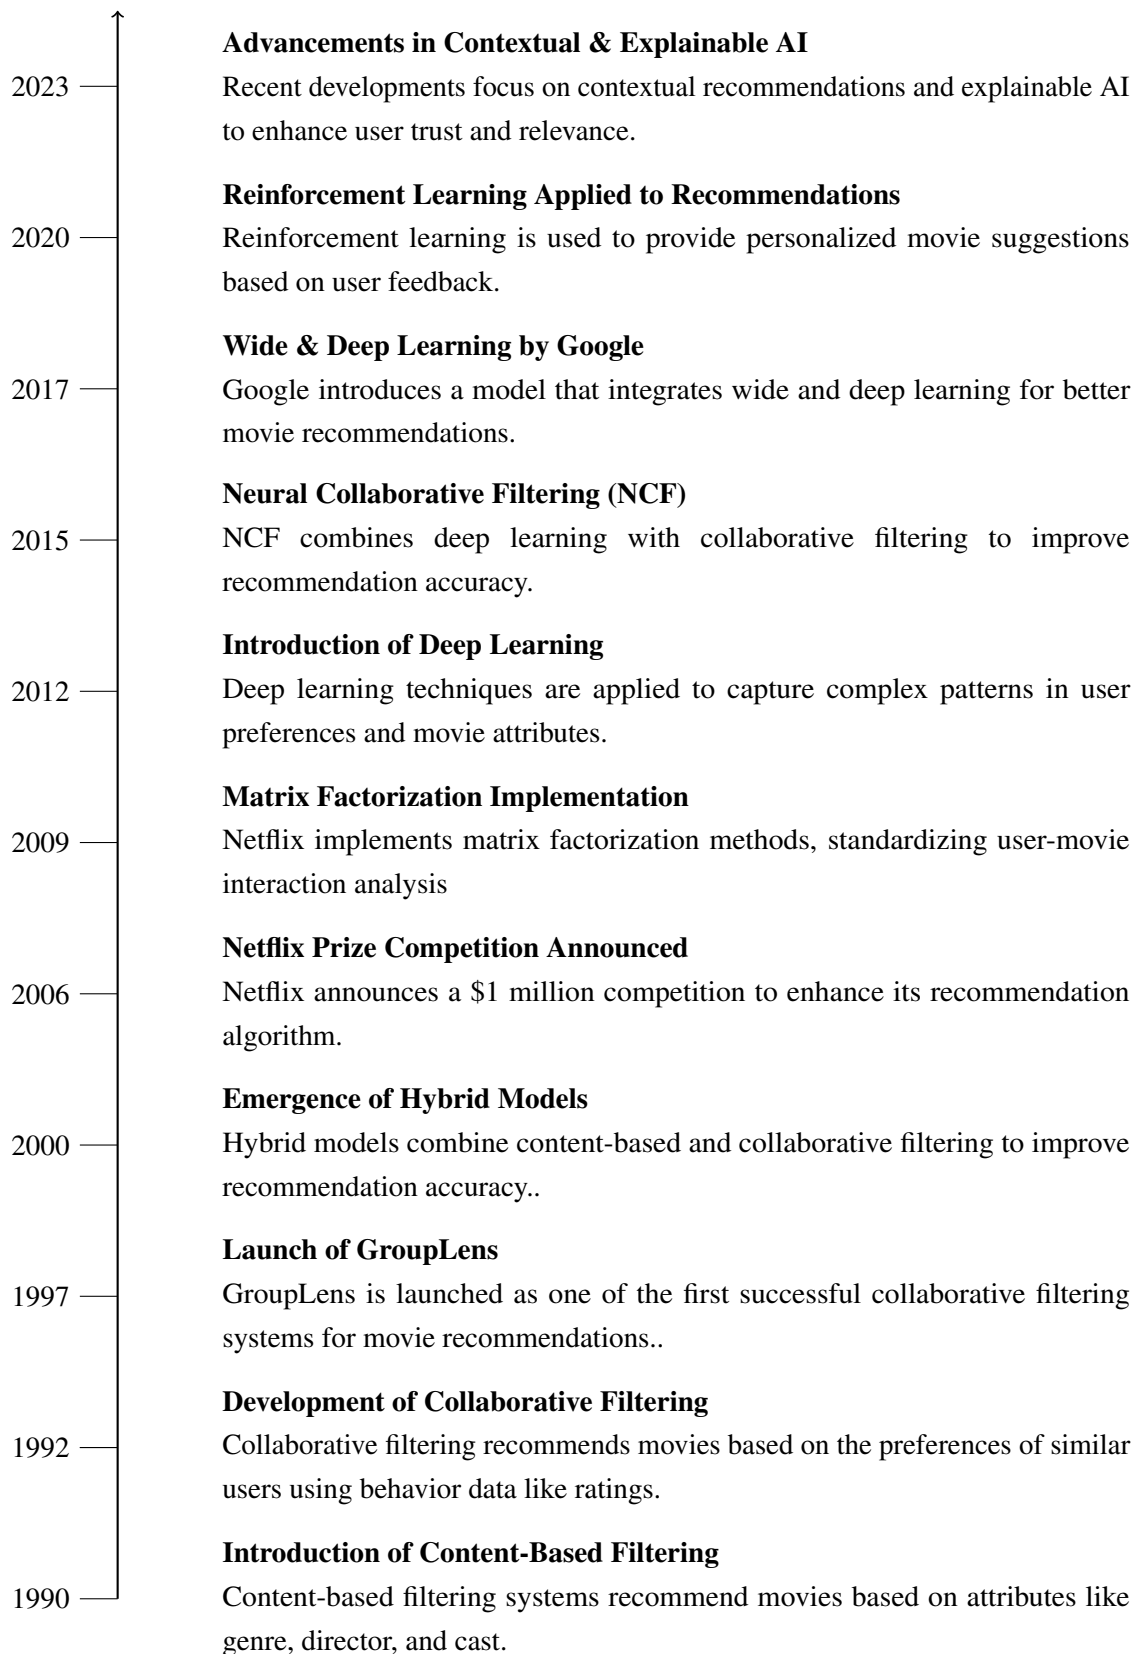 Advancements in Contextual & Explainable AI
2023
Recent developments focus on contextual recommendations and explainable AI
to enhance user trust and relevance.
Reinforcement Learning Applied to Recommendations
2020
Reinforcement learning is used to provide personalized movie suggestions
based on user feedback.
Wide & Deep Learning by Google
2017
Google introduces a model that integrates wide and deep learning for better
movie recommendations.
Neural Collaborative Filtering (NCF)
2015
NCF combines deep learning with collaborative filtering to improve
recommendation accuracy.
Introduction of Deep Learning
2012
Deep learning techniques are applied to capture complex patterns in user
preferences and movie attributes.
Matrix Factorization Implementation
2009
Netflix implements matrix factorization methods, standardizing user-movie
interaction analysis
Netflix Prize Competition Announced
2006
Netflix announces a $1 million competition to enhance its recommendation
algorithm.
Emergence of Hybrid Models
2000
Hybrid models combine content-based and collaborative filtering to improve
recommendation accuracy..
Launch of GroupLens
1997
GroupLens is launched as one of the first successful collaborative filtering
systems for movie recommendations..
Development of Collaborative Filtering
1992
Collaborative filtering recommends movies based on the preferences of similar
users using behavior data like ratings.
Introduction of Content-Based Filtering
1990
Content-based filtering systems recommend movies based on attributes like
genre, director, and cast.